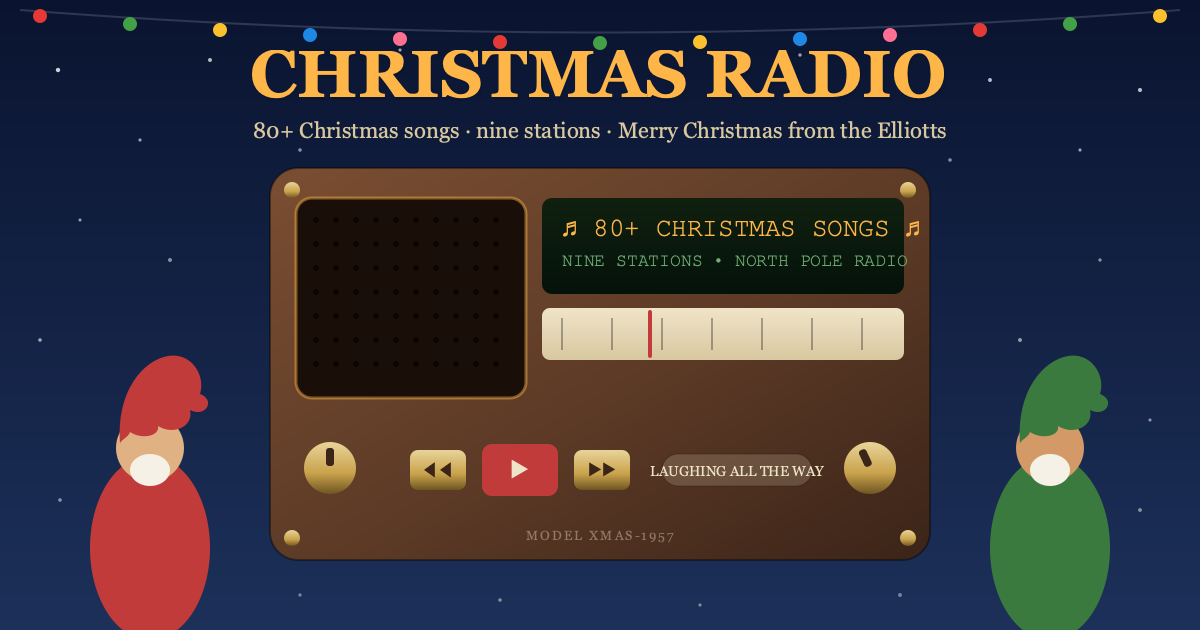 CHRISTMAS RADIO
80+ Christmas songs · nine stations · Merry Christmas from the Elliotts
♬ 80+ CHRISTMAS SONGS ♬
NINE STATIONS • NORTH POLE RADIO
LAUGHING ALL THE WAY
MODEL XMAS-1957